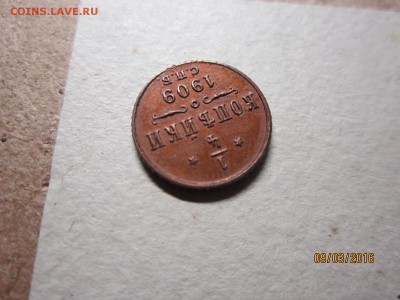 COINS.LAVE.RU
* 1/4 *
КОПѢЙКИ
1909
С.П.Б.
09/03/2016